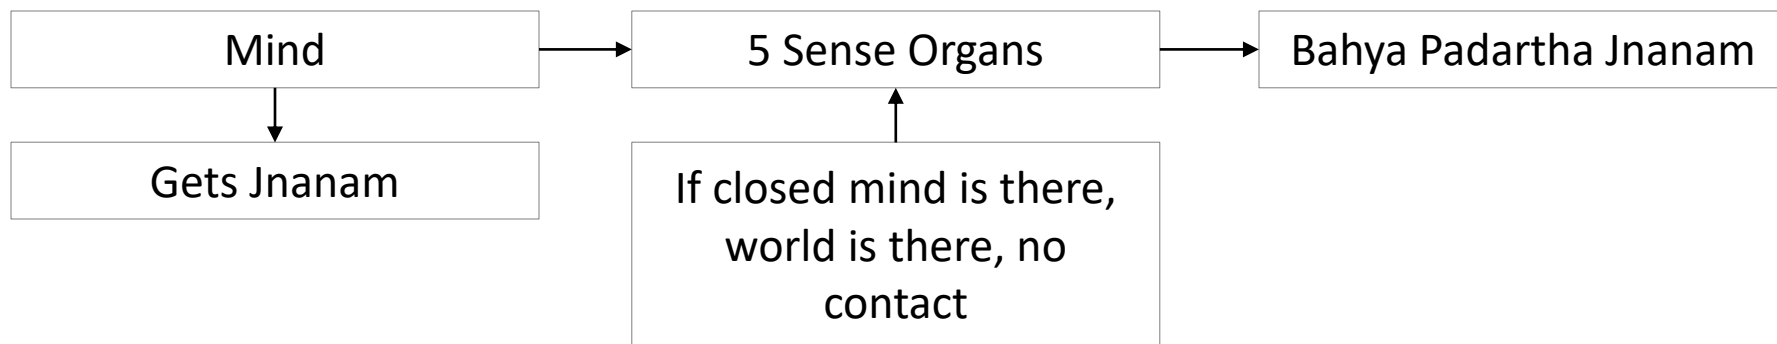 Mind
5 Sense Organs
Bahya Padartha Jnanam
Gets Jnanam
If closed mind is there,
world is there, no
contact